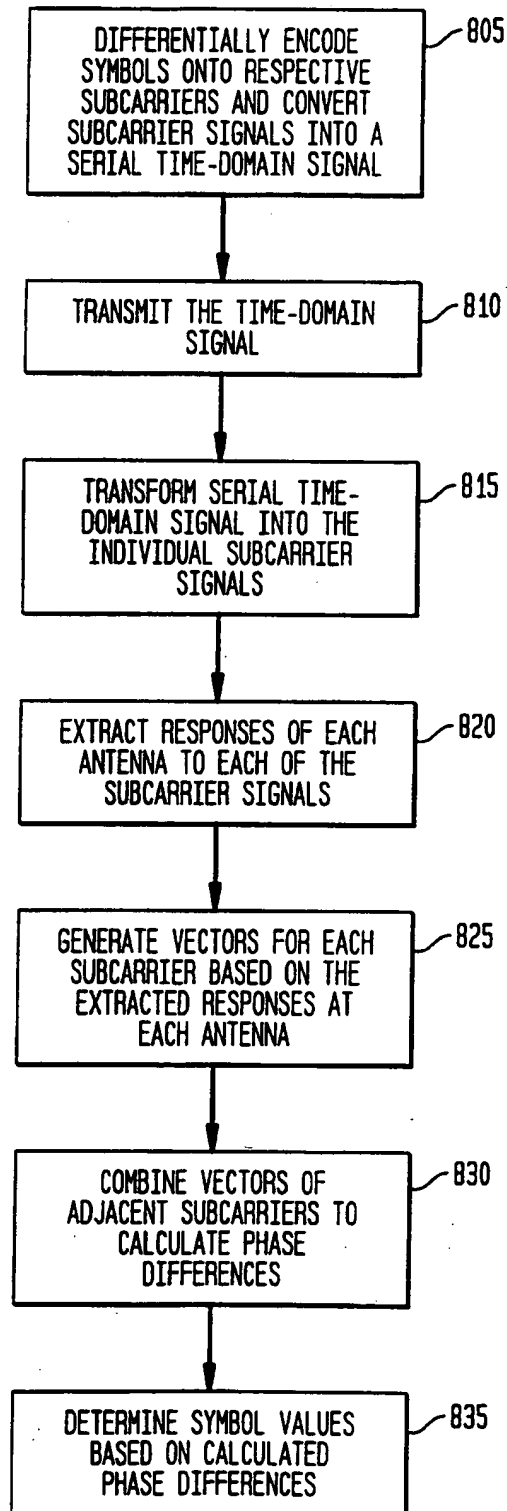 DIFFERENTIALLY ENCODE
SYMBOLS ONTO RESPECTIVE
SUBCARRIERS AND CONVERT
SUBCARRIER SIGNALS INTO A
SERIAL TIME-DOMAIN SIGNAL
805
TRANSMIT THE TIME-DOMAIN
SIGNAL
810
TRANSFORM SERIAL TIME-
DOMAIN SIGNAL INTO THE
INDIVIDUAL SUBCARRIER
SIGNALS
815
EXTRACT RESPONSES OF EACH
ANTENNA TO EACH OF THE
SUBCARRIER SIGNALS
820
GENERATE VECTORS FOR EACH
SUBCARRIER BASED ON THE
EXTRACTED RESPONSES AT
EACH ANTENNA
825
COMBINE VECTORS OF
ADJACENT SUBCARRIERS TO
CALCULATE PHASE
DIFFERENCES
830
DETERMINE SYMBOL VALUES
BASED ON CALCULATED
PHASE DIFFERENCES
835